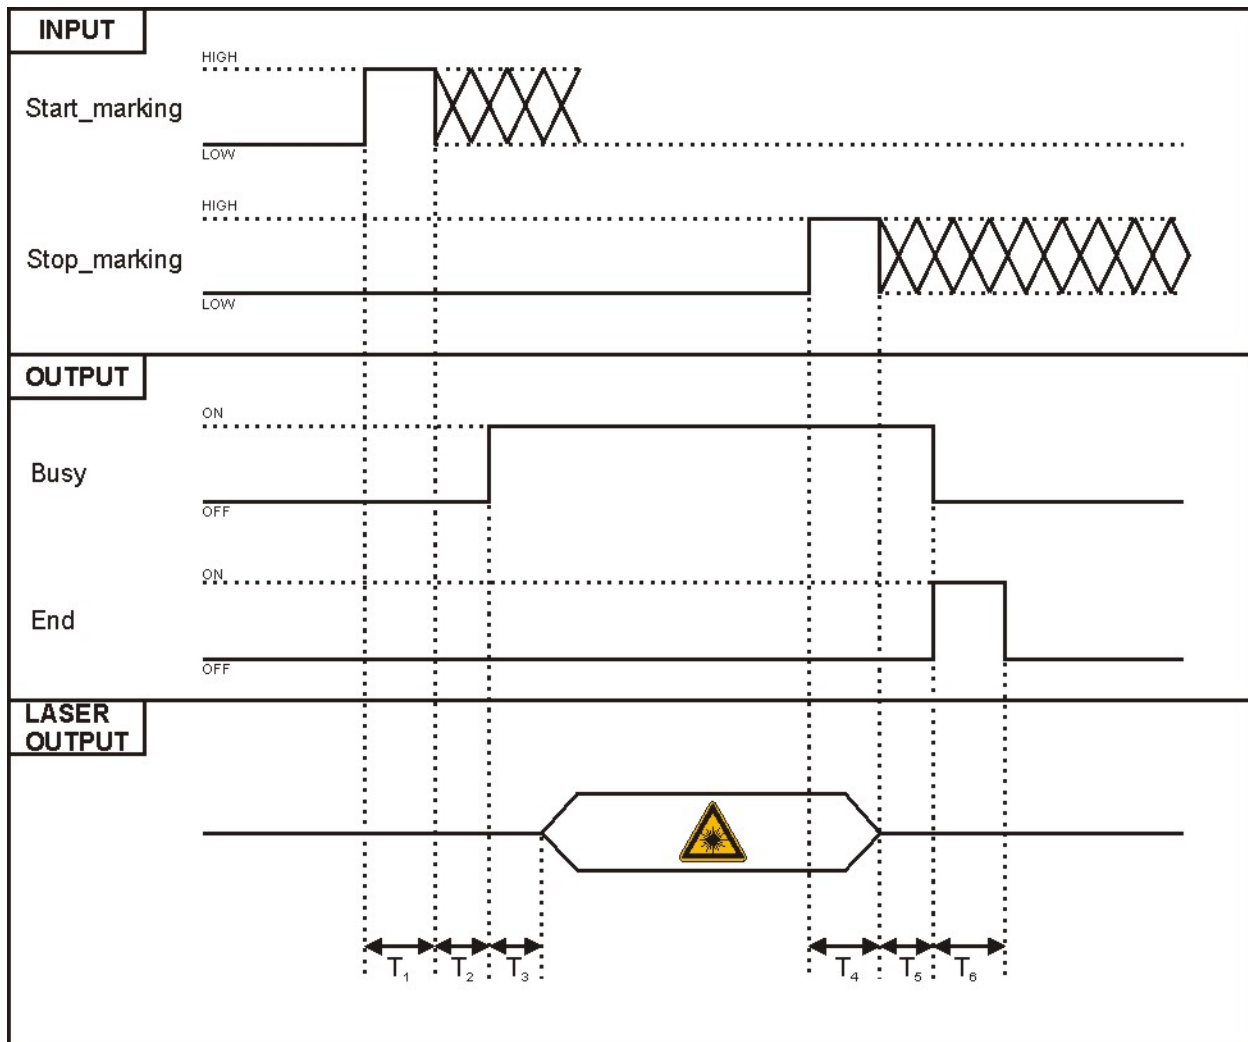 INPUT
HIGH
Start_marking
LOW
HIGH
Stop_marking
LOW
OUTPUT
ON
Busy
OFF
ON
End
OFF
LASER
OUTPUT
T1 T2 T3 T4 T5 T6